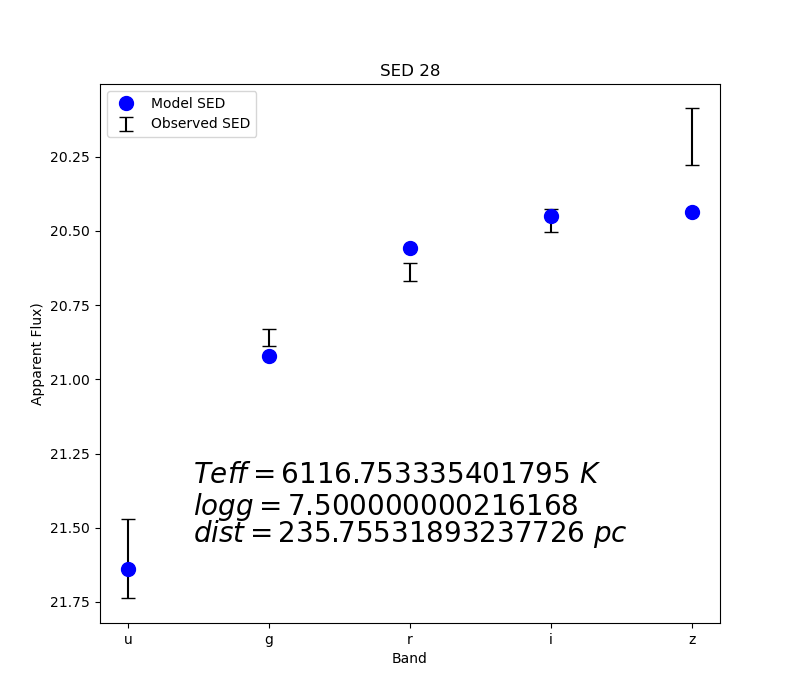 SED 28
Model SED
Observed SED
20.25
20.50
20.75
21.00
21.25
21.50
21.75
Apparent Flux)
Teff = 6116.753335401795 K
logg = 7.500000000216168
dist = 235.75531893237726 pc
u g r i z
Band